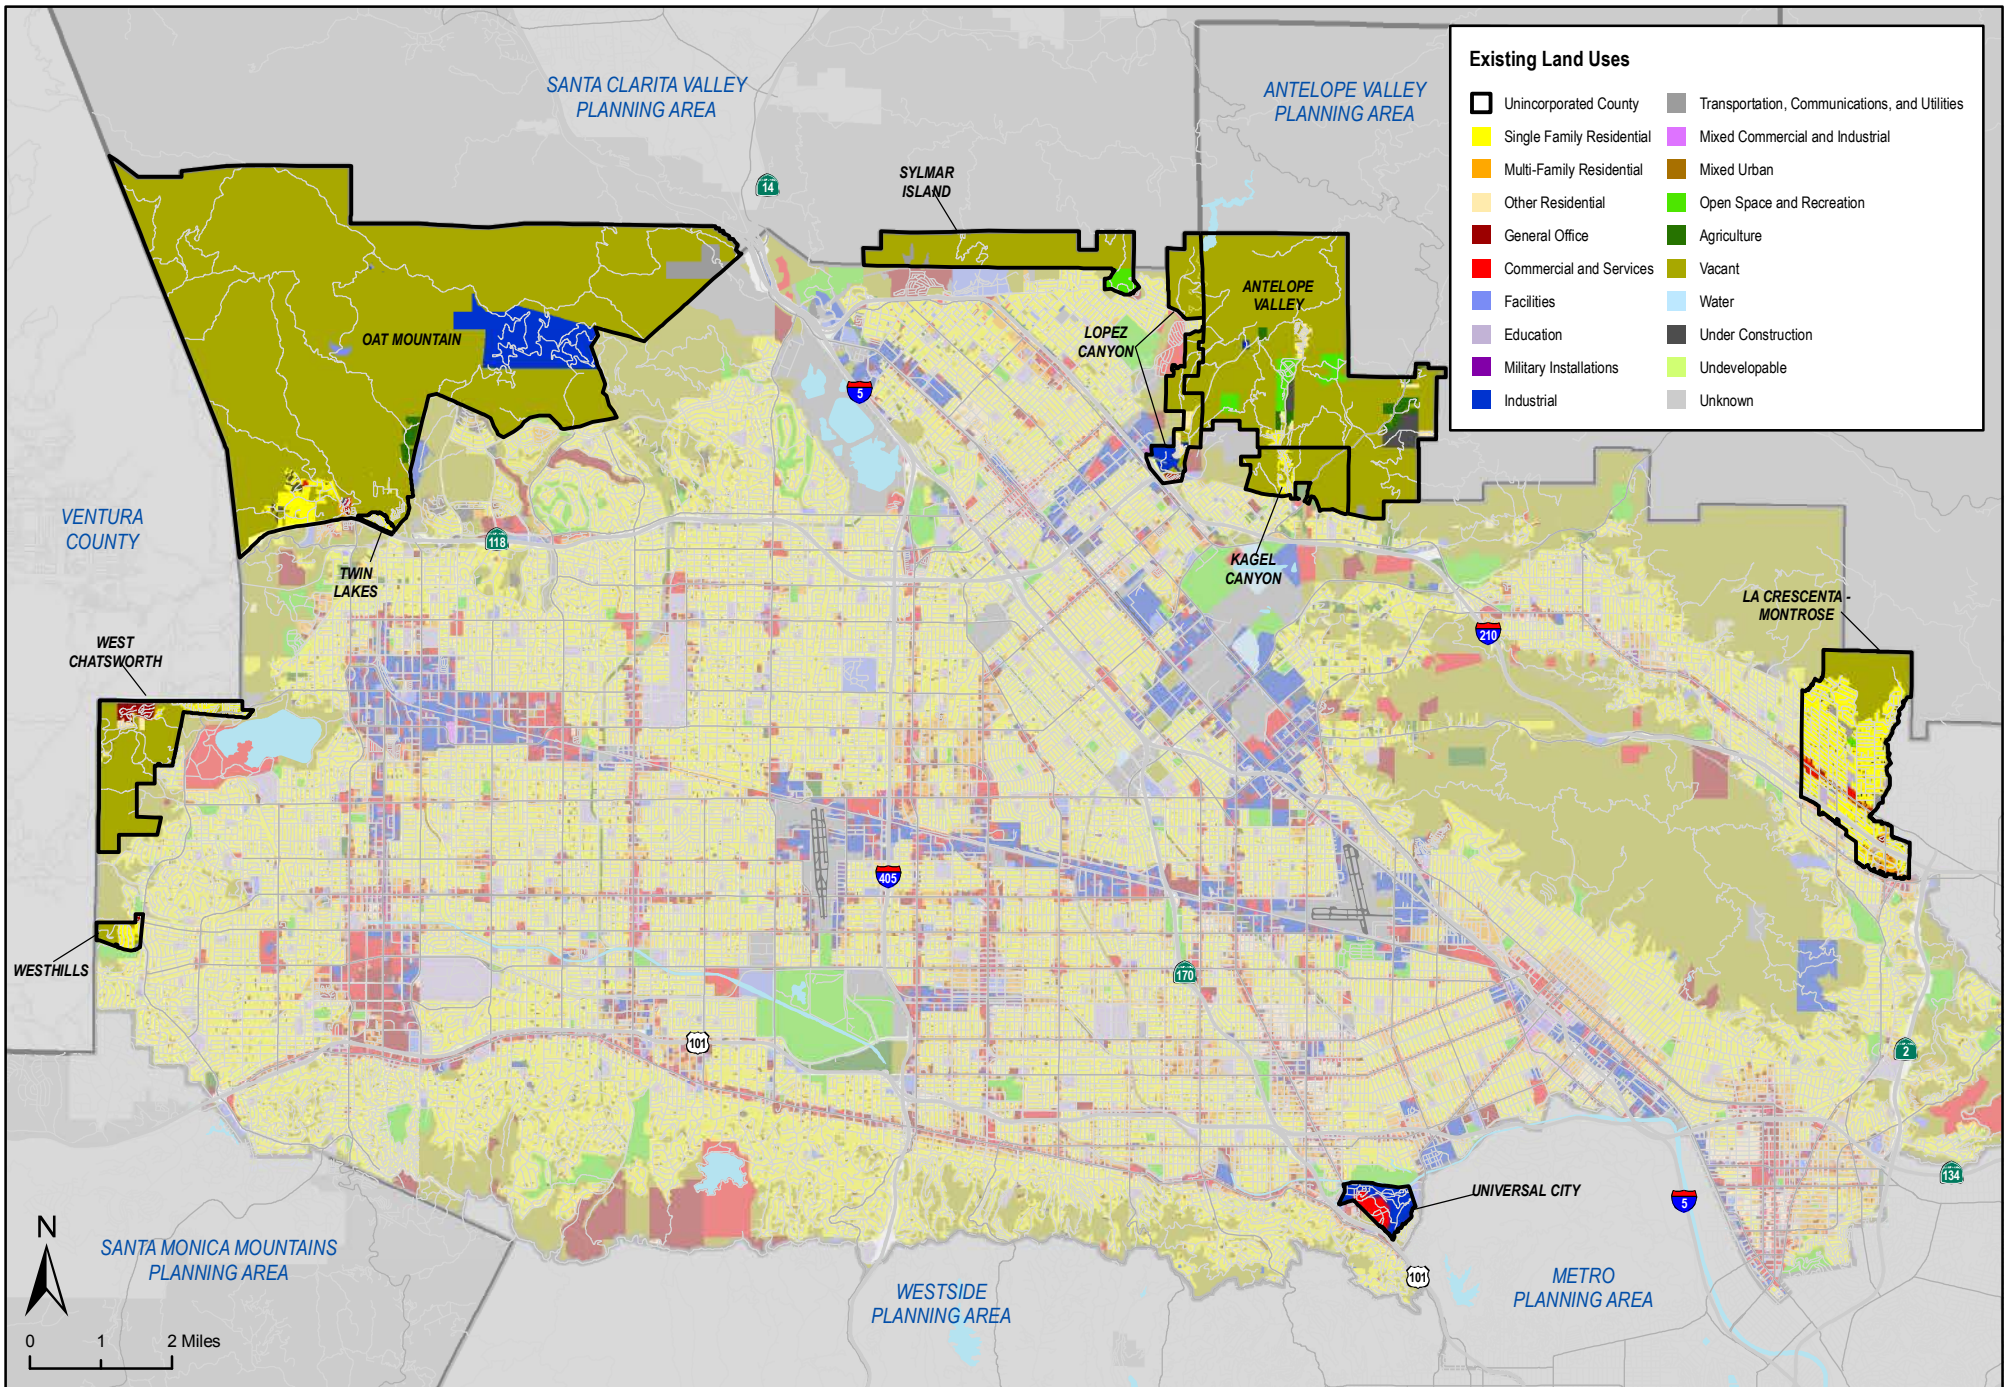 SANTA CLARITA VALLEY
PLANNING AREA
ANTELOPE VALLEY
PLANNING AREA
Existing Land Uses
Unincorporated County
Single Family Residential
Multi-Family Residential
Other Residential
General Office
Commercial and Services
Facilities
Education
Military Installations
Industrial
Transportation, Communications, and Utilities
Mixed Commercial and Industrial
Mixed Urban
Open Space and Recreation
Agriculture
Vacant
Water
Under Construction
Undevelopable
Unknown
14
SYLMAR
ISLAND
ANTELOPE
VALLEY
OAT MOUNTAIN
LOPEZ
CANYON
5
VENTURA
COUNTY
118
TWIN
LAKES
KAGEL
CANYON
LA CRESCENTA -
MONTROSE
210
WEST
CHATSWORTH
405
WESTHILLS
170
101
2
134
UNIVERSAL CITY
5
N
SANTA MONICA MOUNTAINS
PLANNING AREA
WESTSIDE
PLANNING AREA
101
METRO
PLANNING AREA
0 1 2 Miles